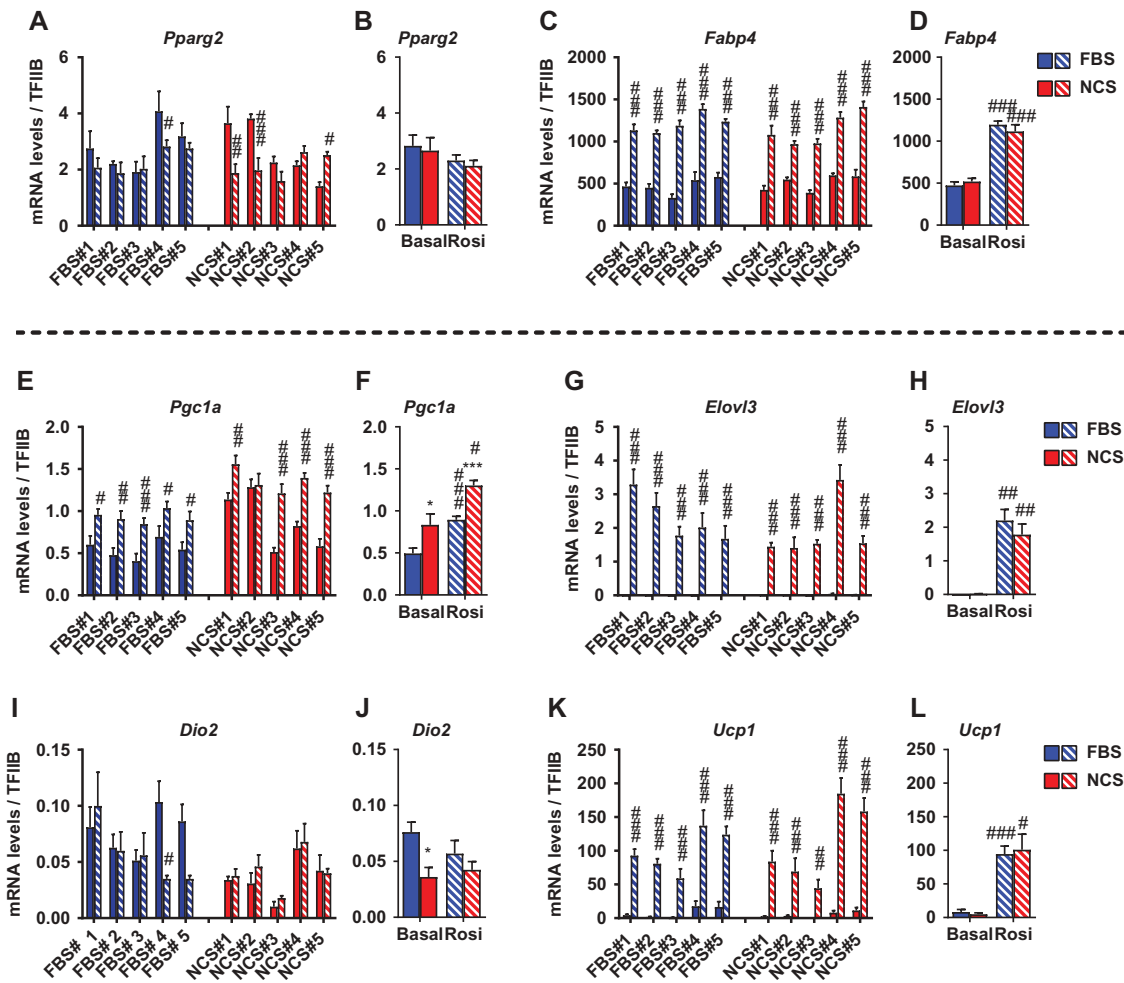 A
B
C
D
Pparg2
Pparg2
Fabp4
Fabp4
mRNA levels / TFIIB
6
4
2
0
# ## ### #
FBS#1 FBS#2 FBS#3 FBS#4 FBS#5 NCS#1 NCS#2 NCS#3 NCS#4 NCS#5
6
4
2
0
Basal Rosi
mRNA levels / TFIIB
2000
1500
1000
500
0
### ### ### ### ### ### ### ### ### ###
FBS#1 FBS#2 FBS#3 FBS#4 FBS#5 NCS#1 NCS#2 NCS#3 NCS#4 NCS#5
2000
1500
1000
500
0
### ###
Basal Rosi
FBS
NCS
E
F
G
H
Pgc1a
Pgc1a
Elovl3
Elovl3
mRNA levels / TFIIB
2.0
1.5
1.0
0.5
0.0
# ## ### # # ## ### ### ###
FBS#1 FBS#2 FBS#3 FBS#4 FBS#5 NCS#1 NCS#2 NCS#3 NCS#4 NCS#5
2.0
1.5
1.0
0.5
0.0
* ### #
***
Basal Rosi
mRNA levels / TFIIB
5
4
3
2
1
0
### ### ### ### ### ### ### ### ### ###
FBS#1 FBS#2 FBS#3 FBS#4 FBS#5 NCS#1 NCS#2 NCS#3 NCS#4 NCS#5
5
4
3
2
1
0
## ##
Basal Rosi
FBS
NCS
I
J
K
L
Dio2
Dio2
Ucp1
Ucp1
mRNA levels / TFIIB
0.15
0.10
0.05
0.00
#
FBS# 1 FBS# 2 FBS# 3 FBS# 4 FBS# 5 NCS#1 NCS#2 NCS#3 NCS#4 NCS#5
0.15
0.10
0.05
0.00
*
Basal Rosi
mRNA levels / TFIIB
250
200
150
100
50
0
### ### ### ### ### ### ### ## ### ###
FBS#1 FBS#2 FBS#3 FBS#4 FBS#5 NCS#1 NCS#2 NCS#3 NCS#4 NCS#5
250
200
150
100
50
0
### #
Basal Rosi
FBS
NCS